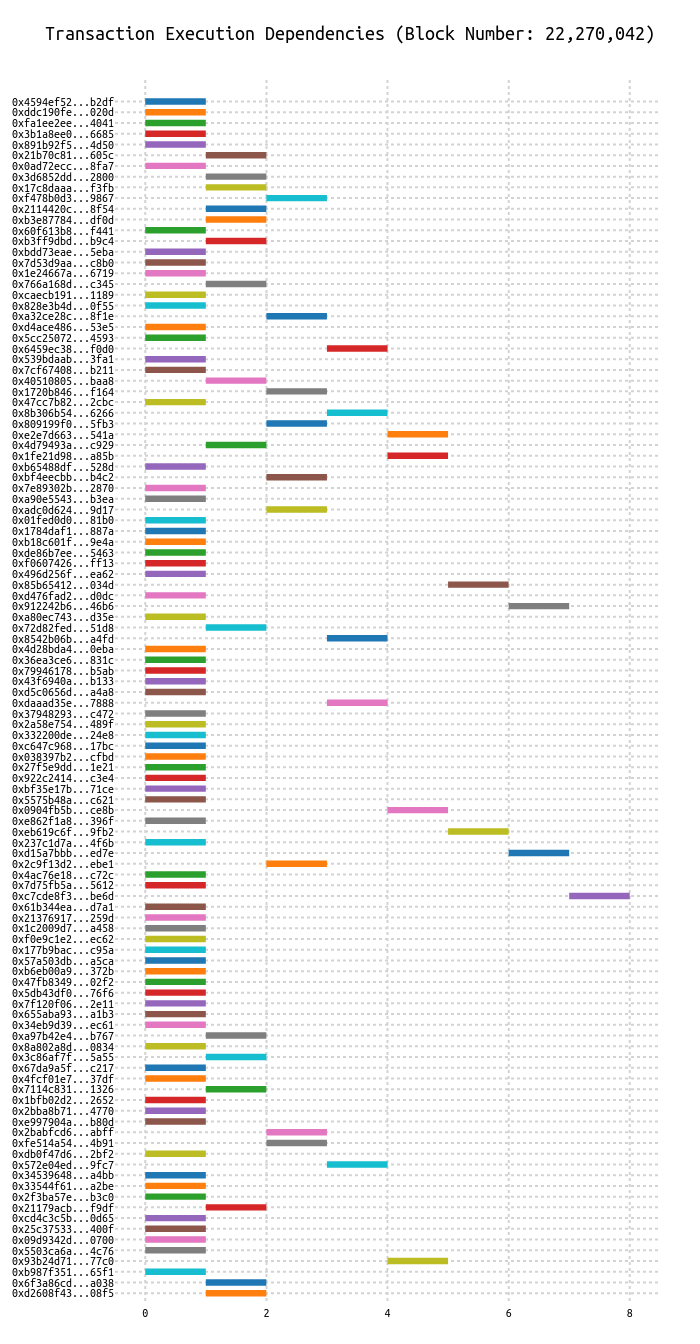 Transaction Execution Dependencies (Block Number: 22,270,042)
0x4594ef52...b2df
0xddc190fe...020d
0xfa1ee2ee...4041
0x3b1a8ee0...6685
0x891b92f5...4d50
0x21b70c81...605c
0x0ad72ecc...8fa7
0x3d6852dd...2800
0x17c8daaa...f3fb
0xf478b0d3...9867
0x2114420c...8f54
0xb3e87784...df0d
0x60f613b8...f441
0xb3ff9dbd...b9c4
0xbdd73eae...5eba
0x7d53d9aa...c8b0
0x1e24667a...6719
0x766a168d...c345
0xcaecb191...1189
0x828e3b4d...0f55
0xa32ce28c...8f1e
0xd4ace486...53e5
0x5cc25072...4593
0x6459ec38...f0d0
0x539bdaab...3fa1
0x7cf67408...b211
0x40510805...baa8
0x1720b846...f164
0x47cc7b82...2cbc
0x8b306b54...6266
0x809199f0...5fb3
0xe2e7d663...541a
0x4d79493a...c929
0x1fe21d98...a85b
0xb65488df...528d
0xbf4eecbb...b4c2
0x7e89302b...2870
0xa90e5543...b3ea
0xadc0d624...9d17
0x01fed0d0...81b0
0x1784daf1...887a
0xb18c601f...9e4a
0xde86b7ee...5463
0xf0607426...ff13
0x496d256f...ea62
0x85b65412...034d
0xd476fad2...d0dc
0x912242b6...46b6
0xa80ec743...d35e
0x72d82fed...51d8
0x8542b06b...a4fd
0x4d28bda4...0eba
0x36ea3ce6...831c
0x79946178...b5ab
0x43f6940a...b133
0xd5c0656d...a4a8
0xdaaad35e...7888
0x37948293...c472
0x2a58e754...489f
0x332200de...24e8
0xc647c968...17bc
0x038397b2...cfbd
0x27f5e9dd...1e21
0x922c2414...c3e4
0xbf35e17b...71ce
0x5575b48a...c621
0x0904fb5b...ce8b
0xe862f1a8...396f
0xeb619c6f...9fb2
0x237c1d7a...4f6b
0xd15a7bbb...ed7e
0x2c9f13d2...ebe1
0x4ac76e18...c72c
0x7d75fb5a...5612
0xc7cde8f3...be6d
0x61b344ea...d7a1
0x21376917...259d
0x1c2009d7...a458
0xf0e9c1e2...ec62
0x177b9bac...c95a
0x57a503db...a5ca
0xb6eb00a9...372b
0x47fb8349...02f2
0x5db43df0...76f6
0x7f120f06...2e11
0x655aba93...a1b3
0x34eb9d39...ec61
0xa97b42e4...b767
0x8a802a8d...0834
0x3c86af7f...5a55
0x67da9a5f...c217
0x4fcf01e7...37df
0x7114c831...1326
0x1bfb02d2...2652
0x2bba8b71...4770
0xe997904a...b80d
0x2babfcd6...abff
0xfe514a54...4b91
0xdb0f47d6...2bf2
0x572e04ed...9fc7
0x34539648...a4bb
0x33544f61...a2be
0x2f3ba57e...b3c0
0x21179acb...f9df
0xcd4c3c5b...0d65
0x25c37533...400f
0x09d9342d...0700
0x5503ca6a...4c76
0x93b24d71...77c0
0xb987f351...65f1
0x6f3a86cd...a038
0xd2608f43...08f5
0 2 4 6 8